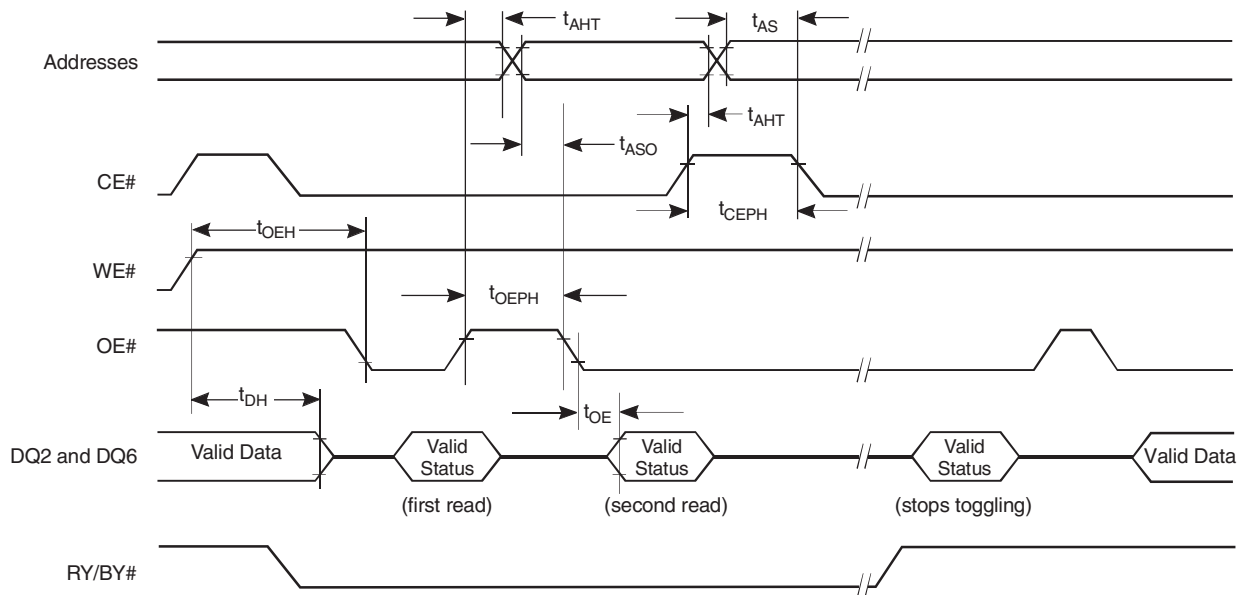 tAHT
tAS
Addresses
tAHT
tASO
CE#
tCEPH
tOEH
WE#
tOEPH
OE#
tDH
tOE
DQ2 and DQ6
Valid Data
Valid
Status
Valid
Status
Valid
Status
Valid Data
(first read)
(second read)
(stops toggling)
RY/BY#